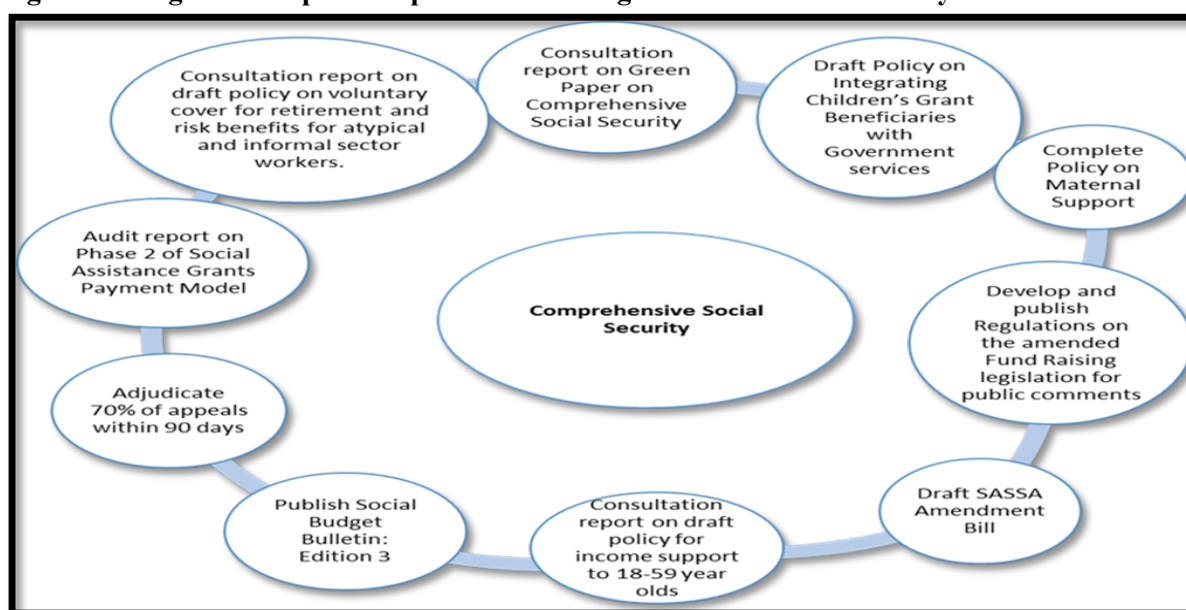 Consultation report on
draft policy on voluntary
cover for retirement and
risk benefits for atypical
and informal sector
workers.
Consultation
report on Green
Paper on
Comprehensive
Social Security
Draft Policy on
Integrating
Children's Grant
Beneficiaries
with
Government
services
Complete
Policy on
Maternal
Support
Develop and
publish
Regulations on
the amended
Fund Raising
legislation for
public comments
Draft SASSA
Amendment
Bill
Consultation
report on draft
policy for
income support
to 18-59 year
olds
Publish Social
Budget
Bulletin:
Edition 3
Adjudicate
70% of appeals
within 90 days
Audit report on
Phase 2 of Social
Assistance Grants
Payment Model
Comprehensive Social
Security